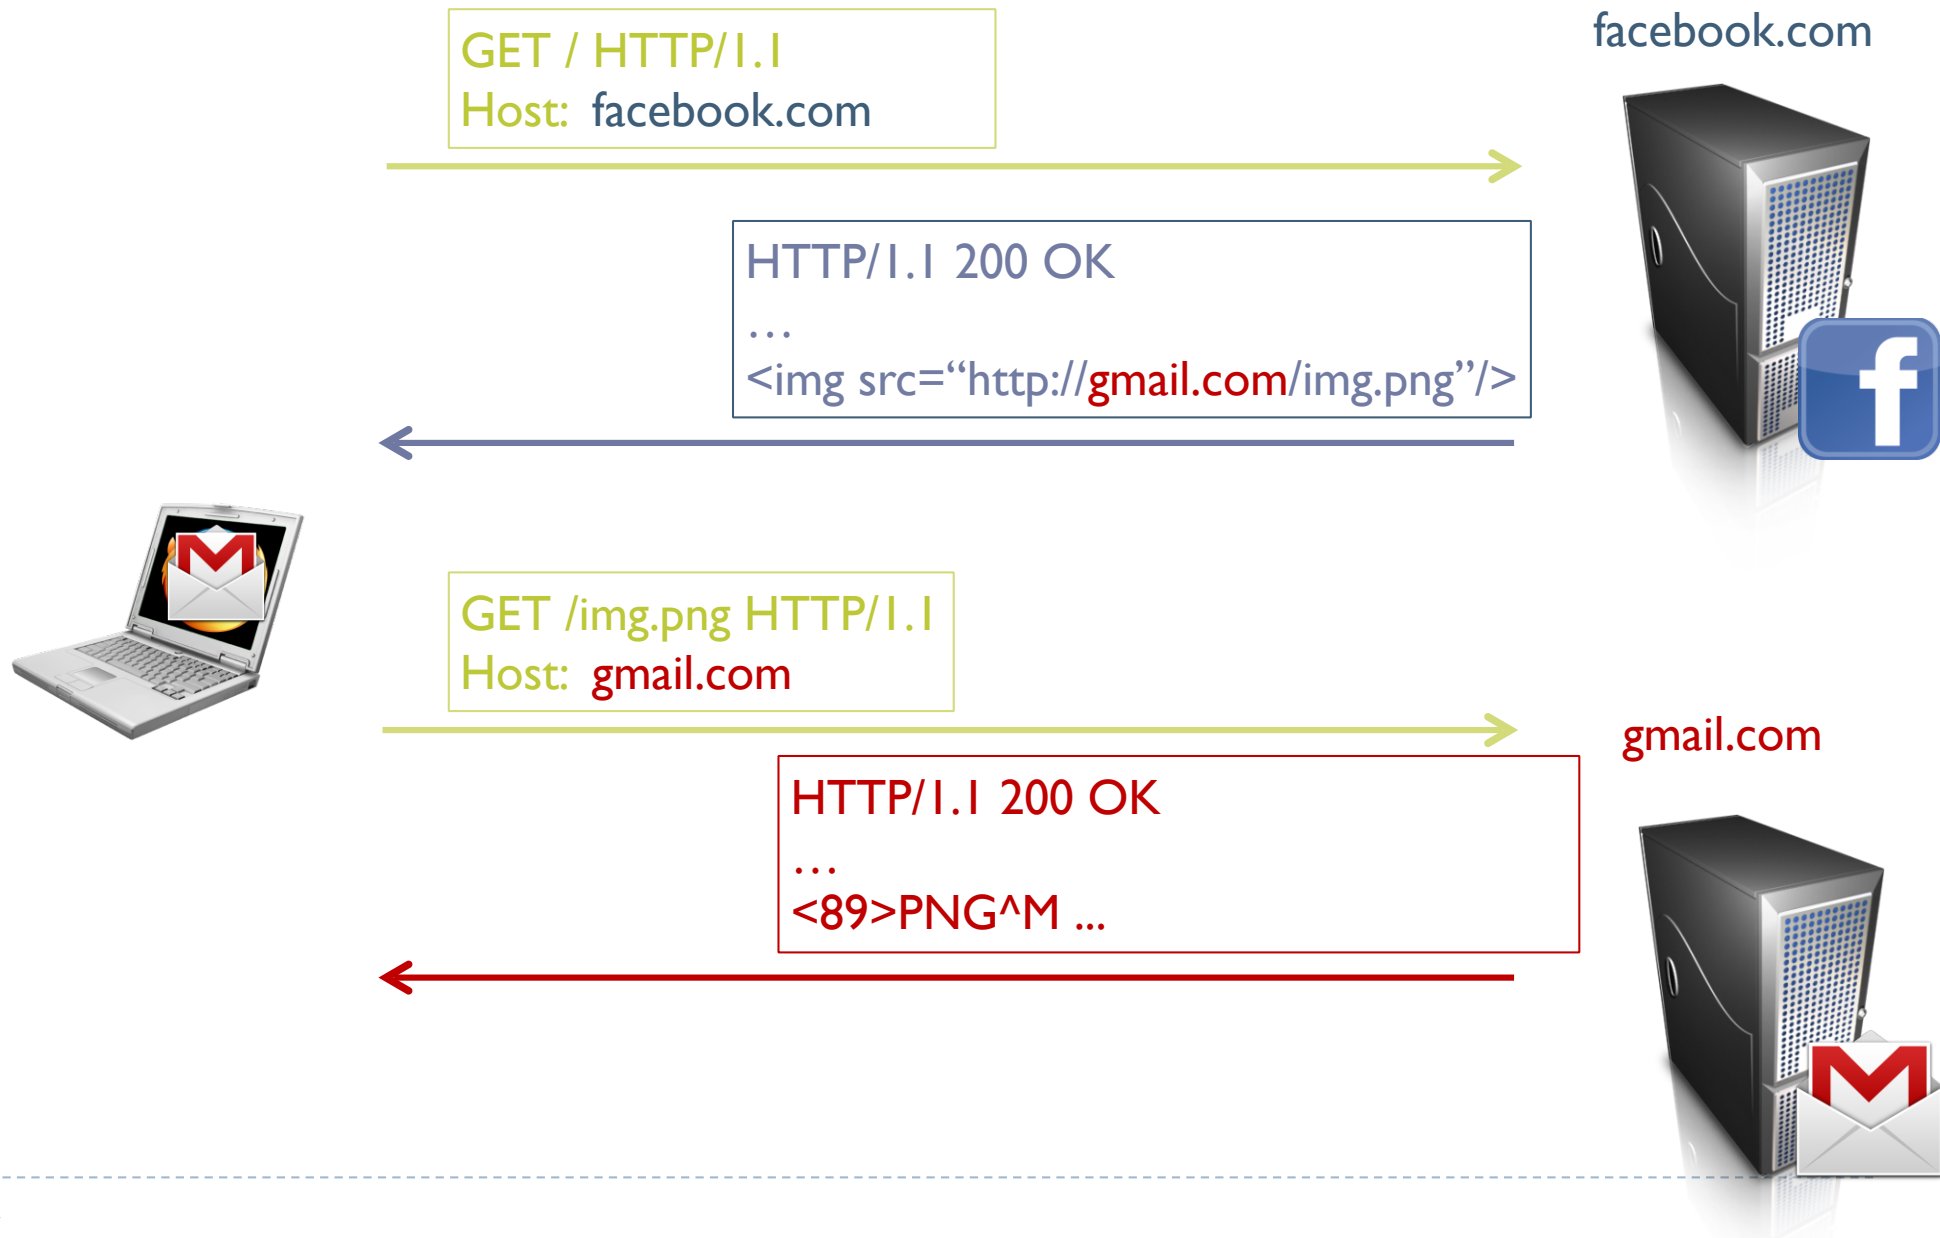 facebook.com
GET / HTTP/1.1
Host: facebook.com
HTTP/1.1 200 OK
…
<img src=“http://gmail.com/img.png”/>
GET /img.png HTTP/1.1
Host: gmail.com
gmail.com
HTTP/1.1 200 OK
…
<89>PNG^M ...